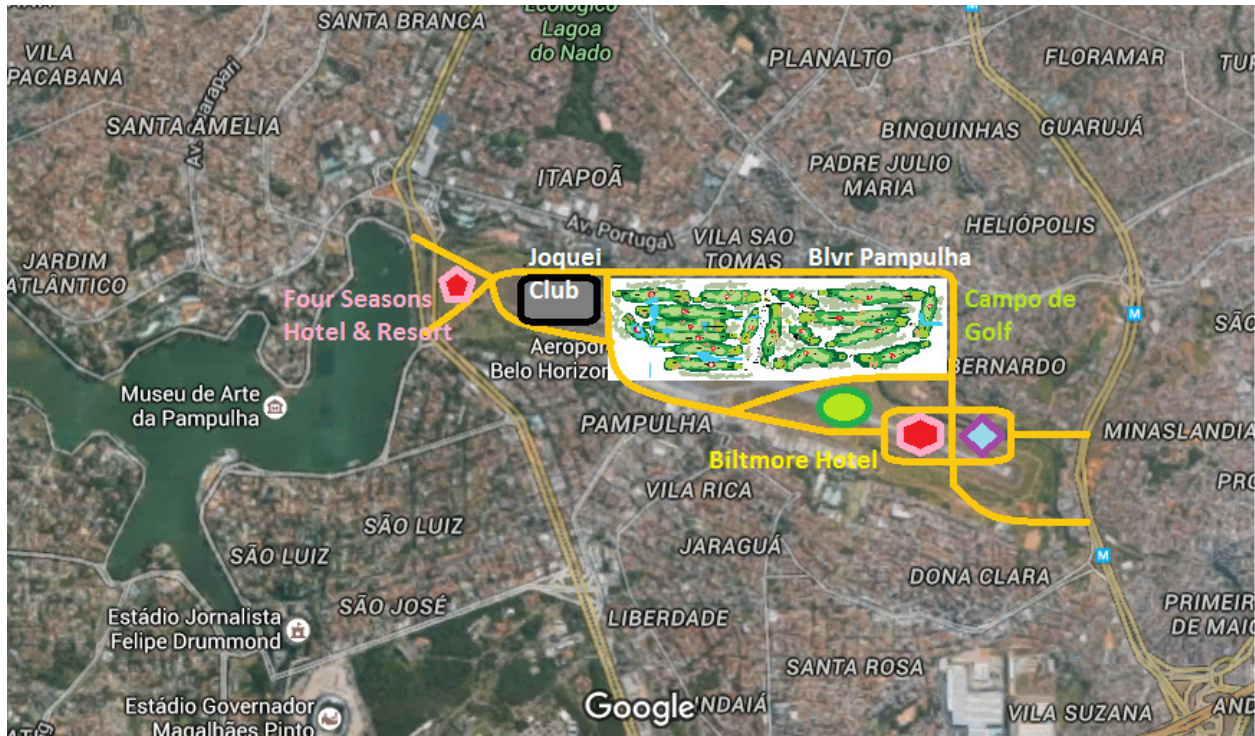 SANTA BRANCA
Ecológico
Lagoa
do Nado
VILA
PACABANA
PLANALTO
FLORAMAR
SANTA AMELIA
BINQUINHAS
GUARUJÁ
ITAPOÃ
PADRE JULIO
MARIA
Av. Portugal
HELIÓPOLIS
VILA SAO
TOMAS
JARDIM
ATLÂNTICO
Joquei
Club
Blvr Pampulha
Four Seasons
Hotel & Resort
Campo de
Golf
M
M
M
SÃO
Aeropor
Belo Horizon
BERNARDO
Museu de Arte
da Pampulha
PAMPULHA
MINASLANDIA
Biltmore Hotel
VILA RICA
SÃO LUIZ
SÃO LUIZ
JARAGUÁ
DONA CLARA
SÃO JOSÉ
Estádio Jornalista
Felipe Drummond
LIBERDADE
PRIMEIR
DE MAIO
SANTA ROSA
Estádio Governador
Magalhães Pinto
Google
INDAIÁ
VILA SUZANA